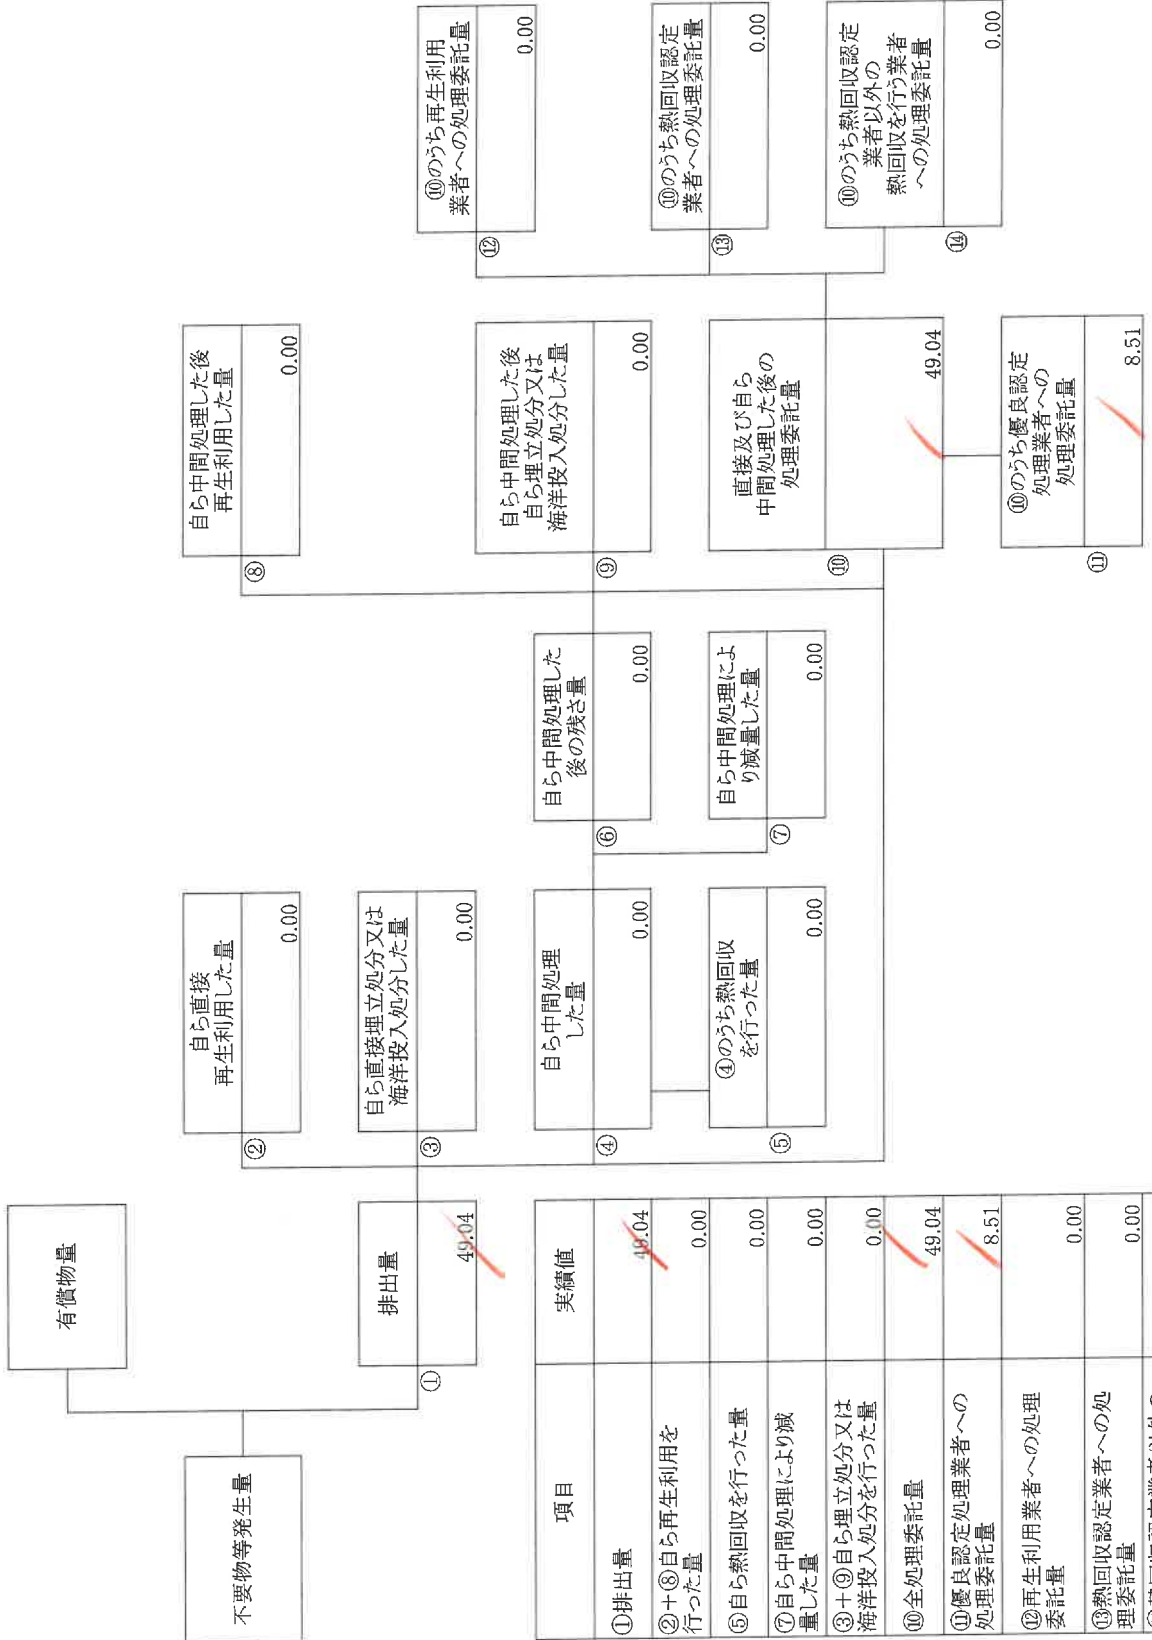 有償物量
不要物等発生量
排出量
①
49.04
自ら直接
再生利用した量
②
0.00
自ら直接埋立処分又は
海洋投入処分した量
③
0.00
自ら中間処理
した量
④
0.00
④のうち熱回収
を行った量
⑤
0.00
自ら中間処理した
後の残さ量
⑥
0.00
自ら中間処理によ
り減量した量
⑦
0.00
自ら中間処理した後
再生利用した量
⑧
0.00
自ら中間処理した後
自ら埋立処分又は
海洋投入処分した量
⑨
0.00
直接及び自ら
中間処理した後の
処理委託量
⑩
49.04
⑩のうち優良認定
処理業者への
処理委託量
⑪
8.51
⑩のうち再生利用
業者への処理委託量
⑫
0.00
⑩のうち熱回収認定
業者への処理委託量
⑬
0.00
⑩のうち熱回収認定
業者以外の
熱回収を行う業者
への処理委託量
⑭
0.00
項目 実績値
①排出量 49.04
②+⑧自ら再生利用を
行った量 0.00
⑤自ら熱回収を行った量 0.00
⑦自ら中間処理により減
量した量 0.00
③+⑨自ら埋立処分又は
海洋投入処分を行った量 0.00
⑩全処理委託量 49.04
⑪優良認定処理業者への
処理委託量 8.51
⑫再生利用業者への処理
委託量 0.00
⑬熱回収認定業者への処
理委託量 0.00